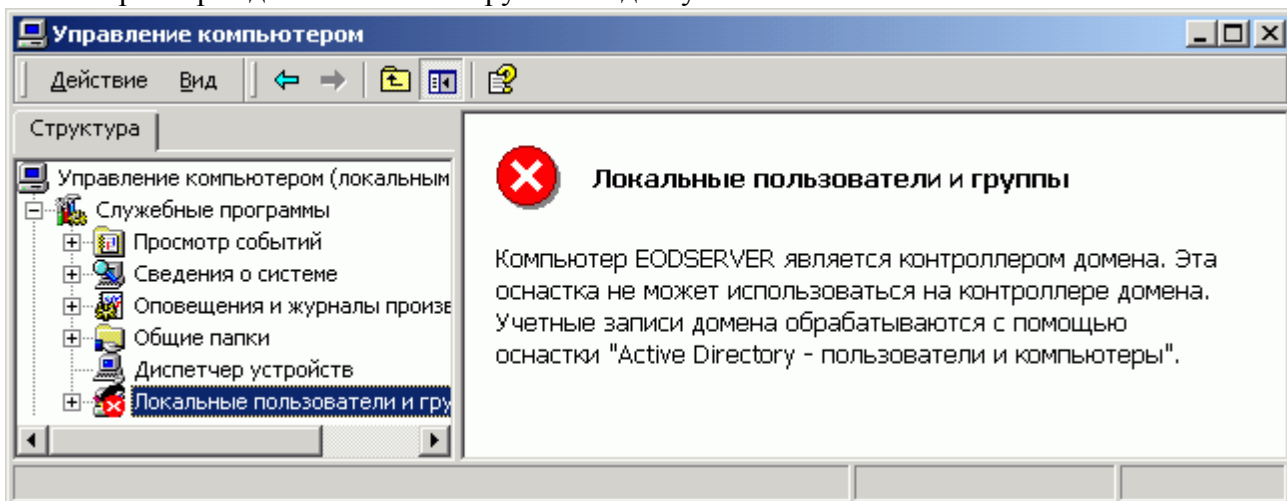 Управление компьютером
Действие Вид
Структура
Управление компьютером (локальным
Служебные программы
Просмотр событий
Сведения о системе
Оповещения и журналы произв
Общие папки
Диспетчер устройств
Локальные пользователи и гру
Локальные пользователи и группы
Компьютер EODSERVER является контроллером домена. Эта
оснастка не может использоваться на контроллере домена.
Учетные записи домена обрабатываются с помощью
оснастки "Active Directory - пользователи и компьютеры".